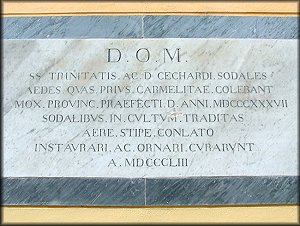 D. O. M.
SS. TRINITATIS. AC. D. CECHARDI. SODALES
AEDES. QVAS. PRIVS. CARMELITAE. COLEBANT
MOX. PROVINC. PRAEFECTI. D. ANNI. MDCCCXXXVII
SODALIBVS. IN. CVLTVM. TRADITAS
AERE. STIPE. CONLATO
INSTAVRARI. AC. ORNARI. CVRARVNT
A. MDCCCLIII